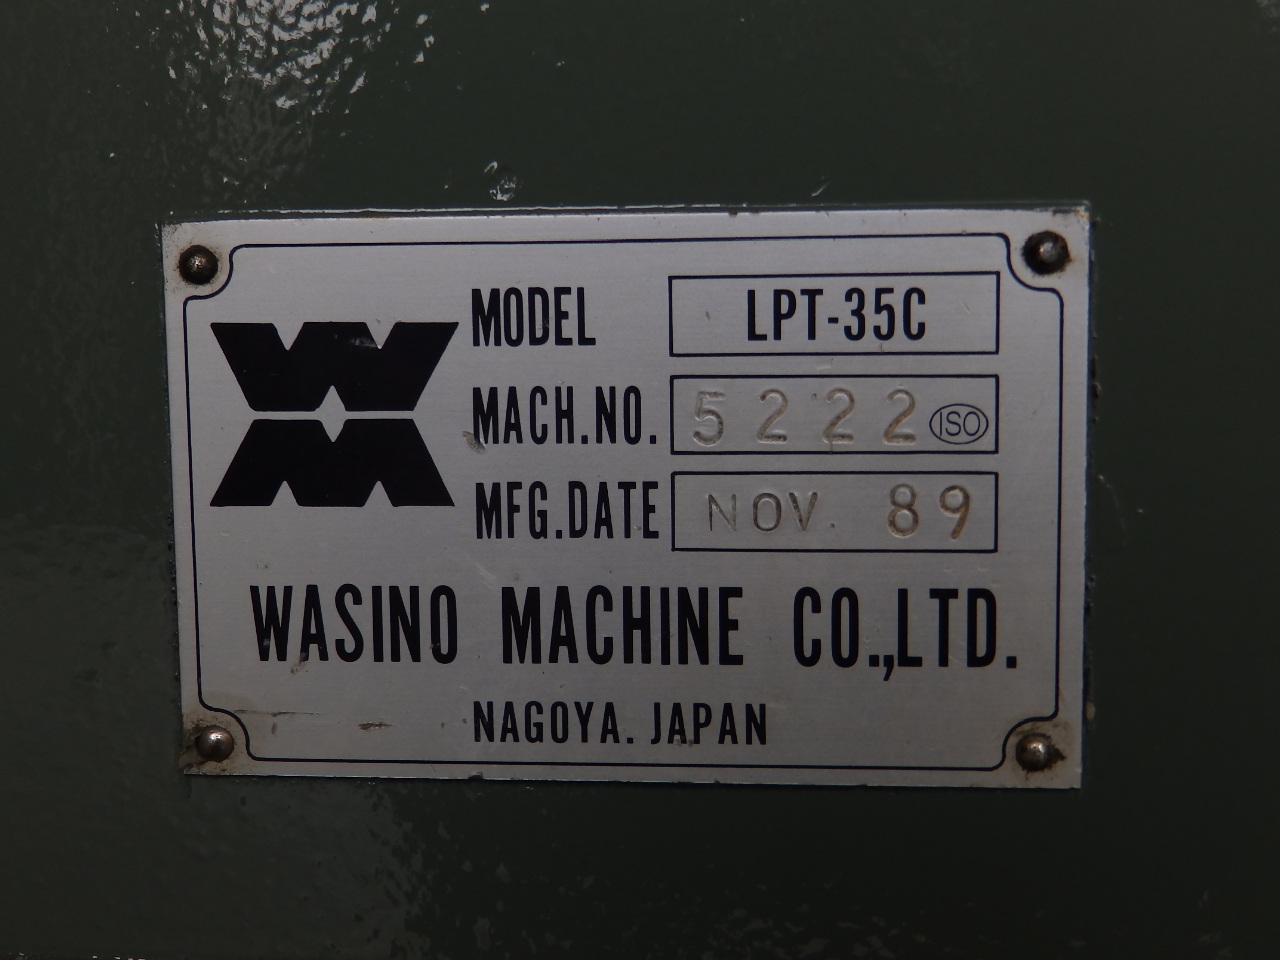 MODEL LPT-35C
MACH.NO. 5222 ISO
MFG.DATE NOV. 89
WASINO MACHINE CO.,LTD.
NAGOYA. JAPAN